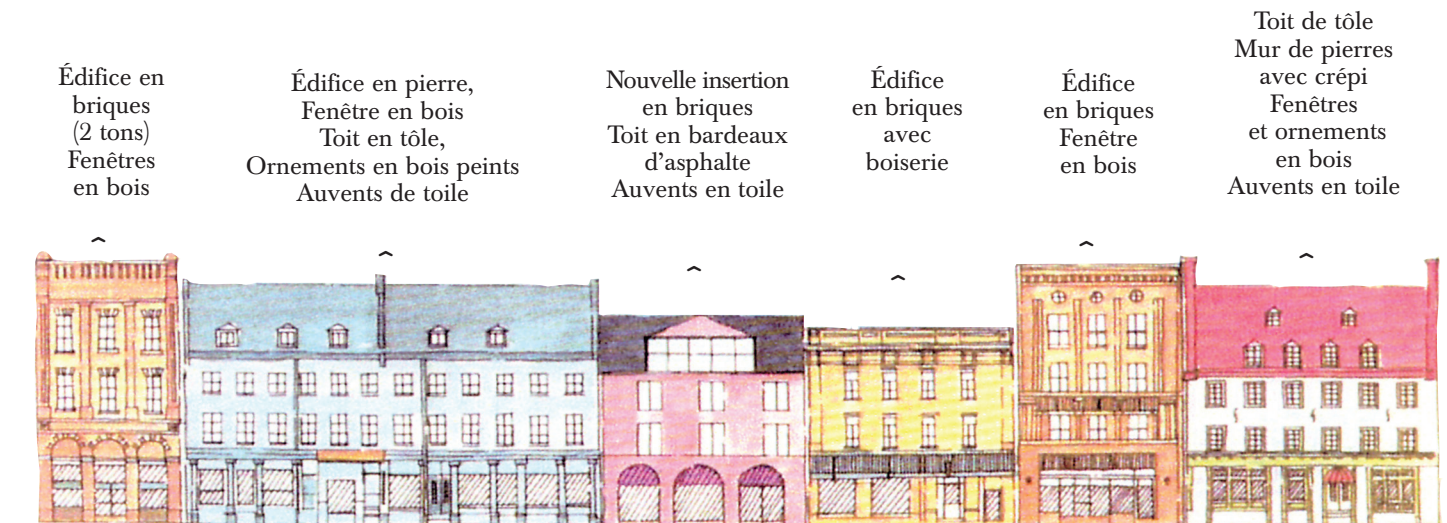 Édifice en
briques
(2 tons)
Fenêtres
en bois
Édifice en pierre,
Fenêtre en bois
Toit en tôle,
Ornements en bois peints
Auvents de toile
Nouvelle insertion
en briques
Toit en bardeaux
d'asphalte
Auvents en toile
Édifice
en briques
avec
boiserie
Édifice
en briques
Fenêtre
en bois
Toit de tôle
Mur de pierres
avec crépi
Fenêtres
et ornements
en bois
Auvents en toile